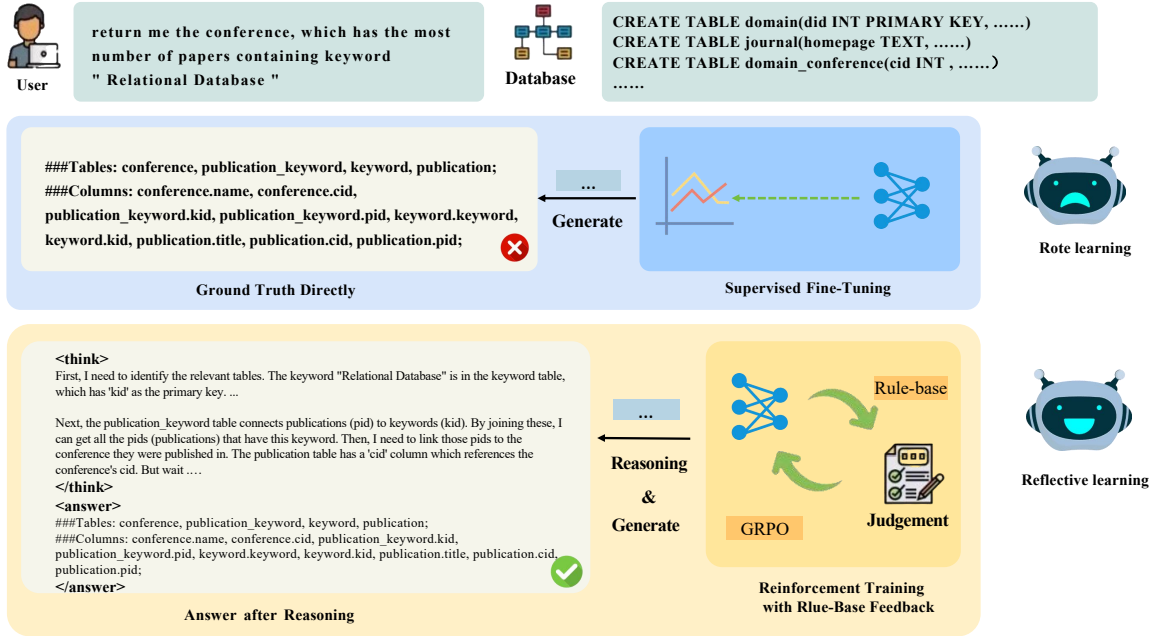 return me the conference, which has the most
number of papers containing keyword
" Relational Database "
User
Database
CREATE TABLE domain(did INT PRIMARY KEY, ……)
CREATE TABLE journal(homepage TEXT, ……)
CREATE TABLE domain_conference(cid INT , ……）
……
###Tables: conference, publication_keyword, keyword, publication;
###Columns: conference.name, conference.cid,
publication_keyword.kid, publication_keyword.pid, keyword.keyword,
keyword.kid, publication.title, publication.cid, publication.pid;
Ground Truth Directly
...
Generate
Supervised Fine-Tuning
Rote learning
<think>
First, I need to identify the relevant tables. The keyword "Relational Database" is in the keyword table,
which has 'kid' as the primary key. ...
Next, the publication_keyword table connects publications (pid) to keywords (kid). By joining these, I
can get all the pids (publications) that have this keyword. Then, I need to link those pids to the
conference they were published in. The publication table has a 'cid' column which references the
conference's cid. But wait .…
</think>
<answer>
###Tables: conference, publication_keyword, keyword, publication;
###Columns: conference.name, conference.cid, publication_keyword.kid,
publication_keyword.pid, keyword.keyword, keyword.kid, publication.title, publication.cid,
publication.pid;
</answer>
Answer after Reasoning
...
Reasoning
&
Generate
Rule-base
Judgement
GRPO
Reinforcement Training
with Rlue-Base Feedback
Reflective learning